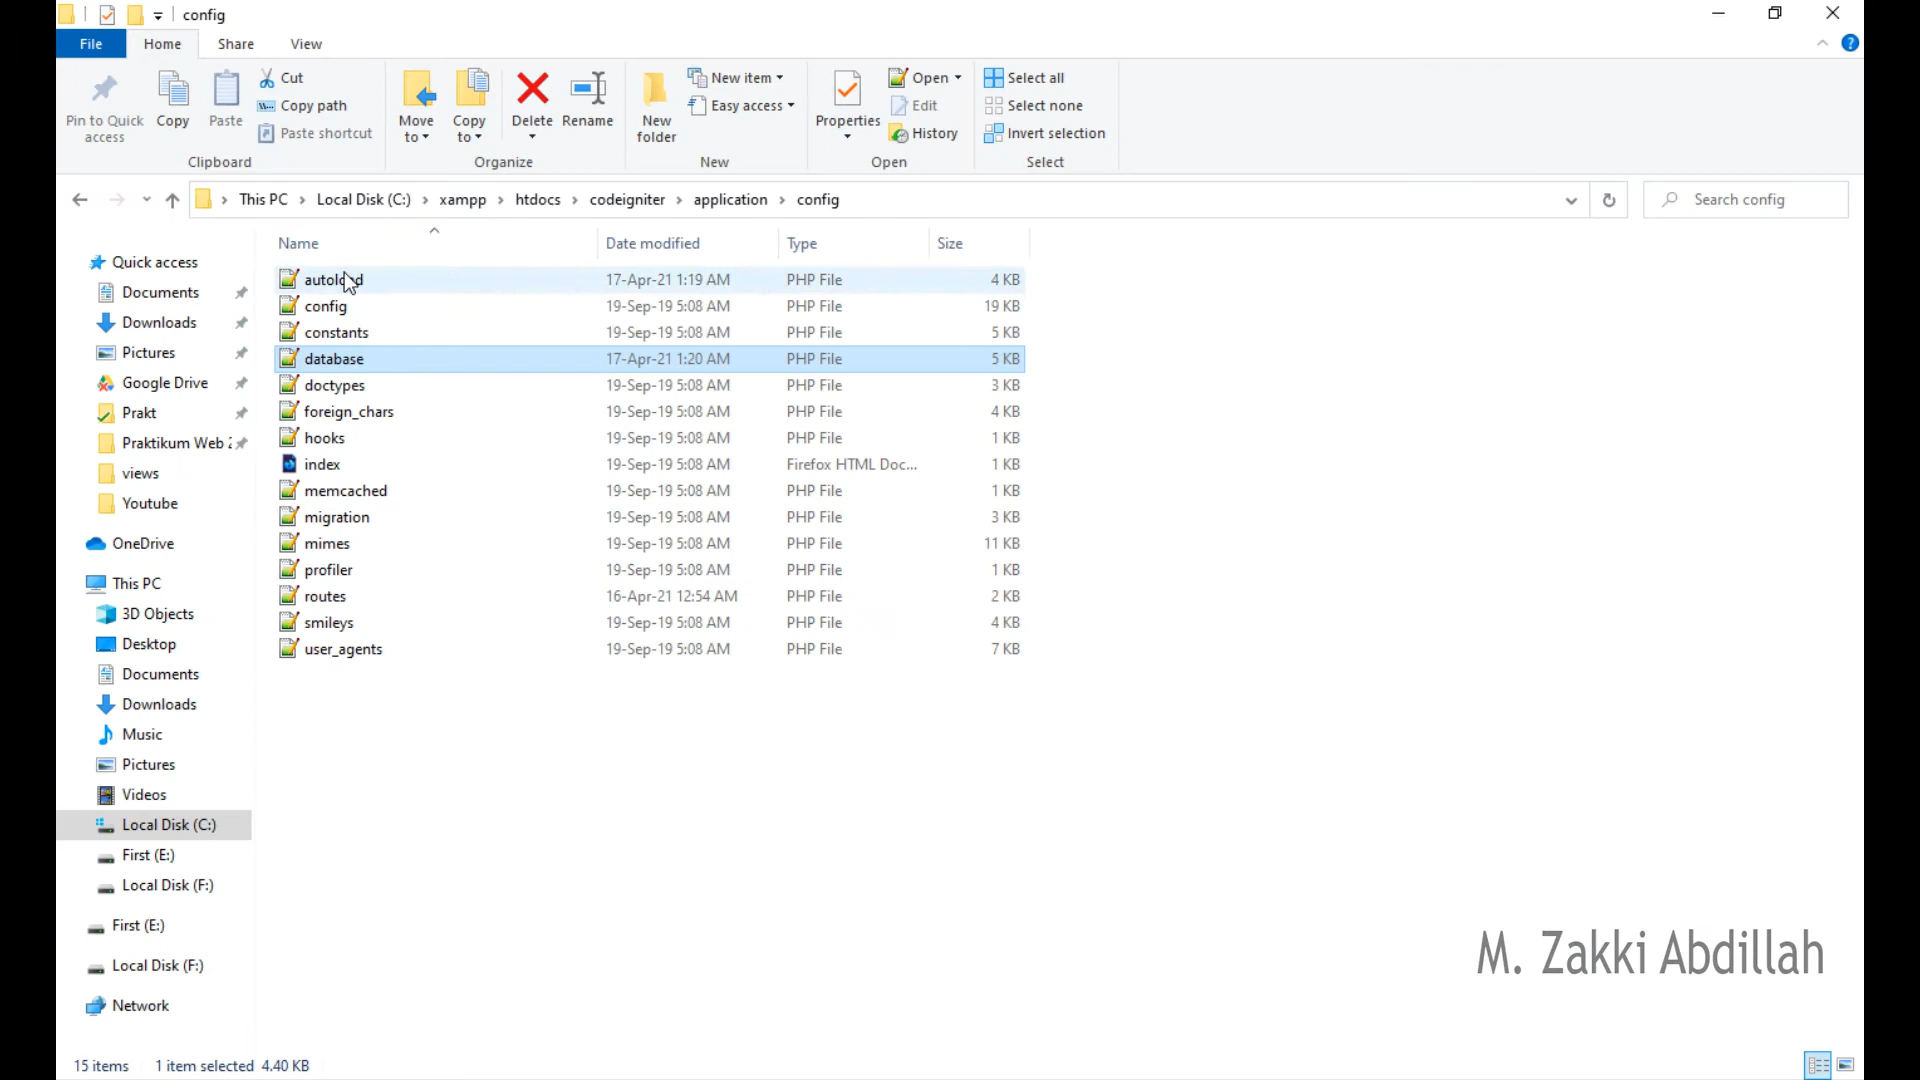 config
File Home Share View
Pin to Quick access
Copy
Paste
Cut
Copy path
Paste shortcut
Clipboard
Move to
Copy to
Delete
Rename
Organize
New folder
New item
Easy access
New
Properties
Open
Edit
History
Open
Select all
Select none
Invert selection
Select
This PC > Local Disk (C:) > xampp > htdocs > codeigniter > application > config
Search config
Name Date modified Type Size
autoload 17-Apr-21 1:19 AM PHP File 4 KB
config 19-Sep-19 5:08 AM PHP File 19 KB
constants 19-Sep-19 5:08 AM PHP File 5 KB
database 17-Apr-21 1:20 AM PHP File 5 KB
doctypes 19-Sep-19 5:08 AM PHP File 3 KB
foreign_chars 19-Sep-19 5:08 AM PHP File 4 KB
hooks 19-Sep-19 5:08 AM PHP File 1 KB
index 19-Sep-19 5:08 AM Firefox HTML Doc... 1 KB
memcached 19-Sep-19 5:08 AM PHP File 1 KB
migration 19-Sep-19 5:08 AM PHP File 3 KB
mimes 19-Sep-19 5:08 AM PHP File 11 KB
profiler 19-Sep-19 5:08 AM PHP File 1 KB
routes 16-Apr-21 12:54 AM PHP File 2 KB
smileys 19-Sep-19 5:08 AM PHP File 4 KB
user_agents 19-Sep-19 5:08 AM PHP File 7 KB
Quick access
Documents
Downloads
Pictures
Google Drive
Prakt
Praktikum Web 2
views
Youtube
OneDrive
This PC
3D Objects
Desktop
Documents
Downloads
Music
Pictures
Videos
Local Disk (C:)
First (E:)
Local Disk (F:)
First (E:)
Local Disk (F:)
Network
M. Zakki Abdillah
15 items 1 item selected 4.40 KB